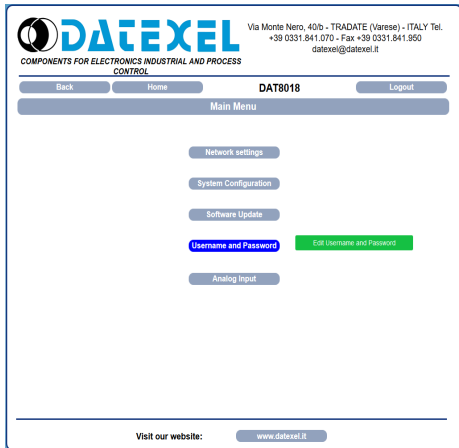 DATEXEL
COMPONENTS FOR ELECTRONICS INDUSTRIAL AND PROCESS
CONTROL
Via Monte Nero, 40/b - TRADATE (Varese) - ITALY Tel.
+39 0331.841.070 - Fax +39 0331.841.950
datexel@datexel.it
Back Home DAT8018 Logout
Main Menu
Network settings
System Configuration
Software Update
Username and Password Edit Username and Password
Analog Input
Visit our website: www.datexel.it